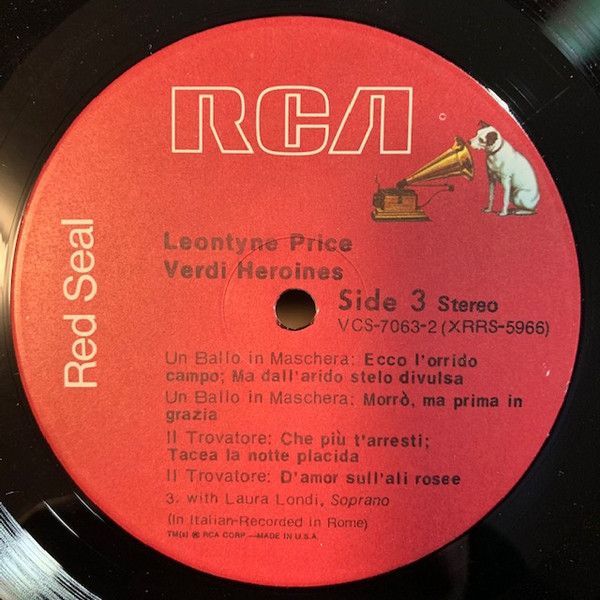 RCA
Red Seal
Leontyne Price
Verdi Heroines
Side 3 Stereo
VCS-7063-2 (XRRS-5966)
Un Ballo in Maschera: Ecco l'orrido
campo; Ma dall'arido stelo divulsa
Un Ballo in Maschera: Morrò, ma prima in
grazia
Il Trovatore: Che più t'arresti;
Tacea la notte placida
Il Trovatore: D'amor sull'ali rosee
3. with Laura Londi, Soprano
(In Italian-Recorded in Rome)
TM(s) ® RCA CORP.—MADE IN U.S.A.